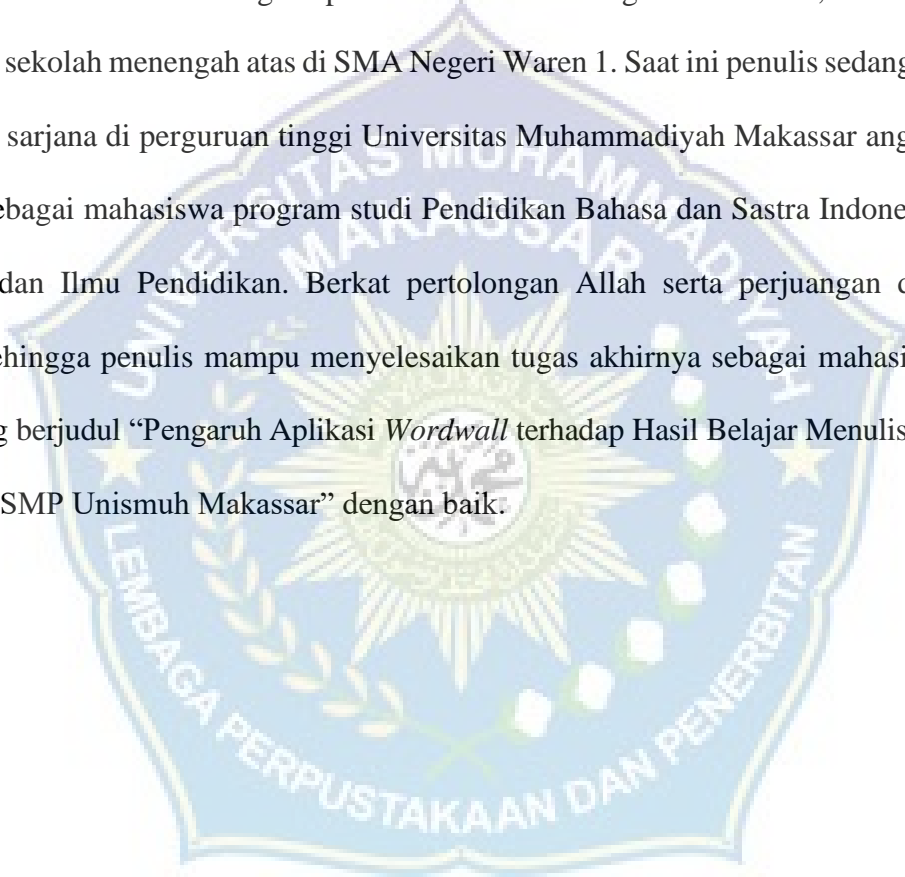 sekolah menengah atas di SMA Negeri Waren 1. Saat ini penulis sedang
sarjana di perguruan tinggi Universitas Muhammadiyah Makassar ang
ebagai mahasiswa program studi Pendidikan Bahasa dan Sastra Indone
dan Ilmu Pendidikan. Berkat pertolongan Allah serta perjuangan d
ehingga penulis mampu menyelesaikan tugas akhirnya sebagai mahasi
g berjudul “Pengaruh Aplikasi Wordwall terhadap Hasil Belajar Menulis
SMP Unismuh Makassar” dengan baik.
UNIVERSITAS MUHAMMADIYAH
MAKASSAR
LEMBAGA PERPUSTAKAAN DAN PENERBITAN